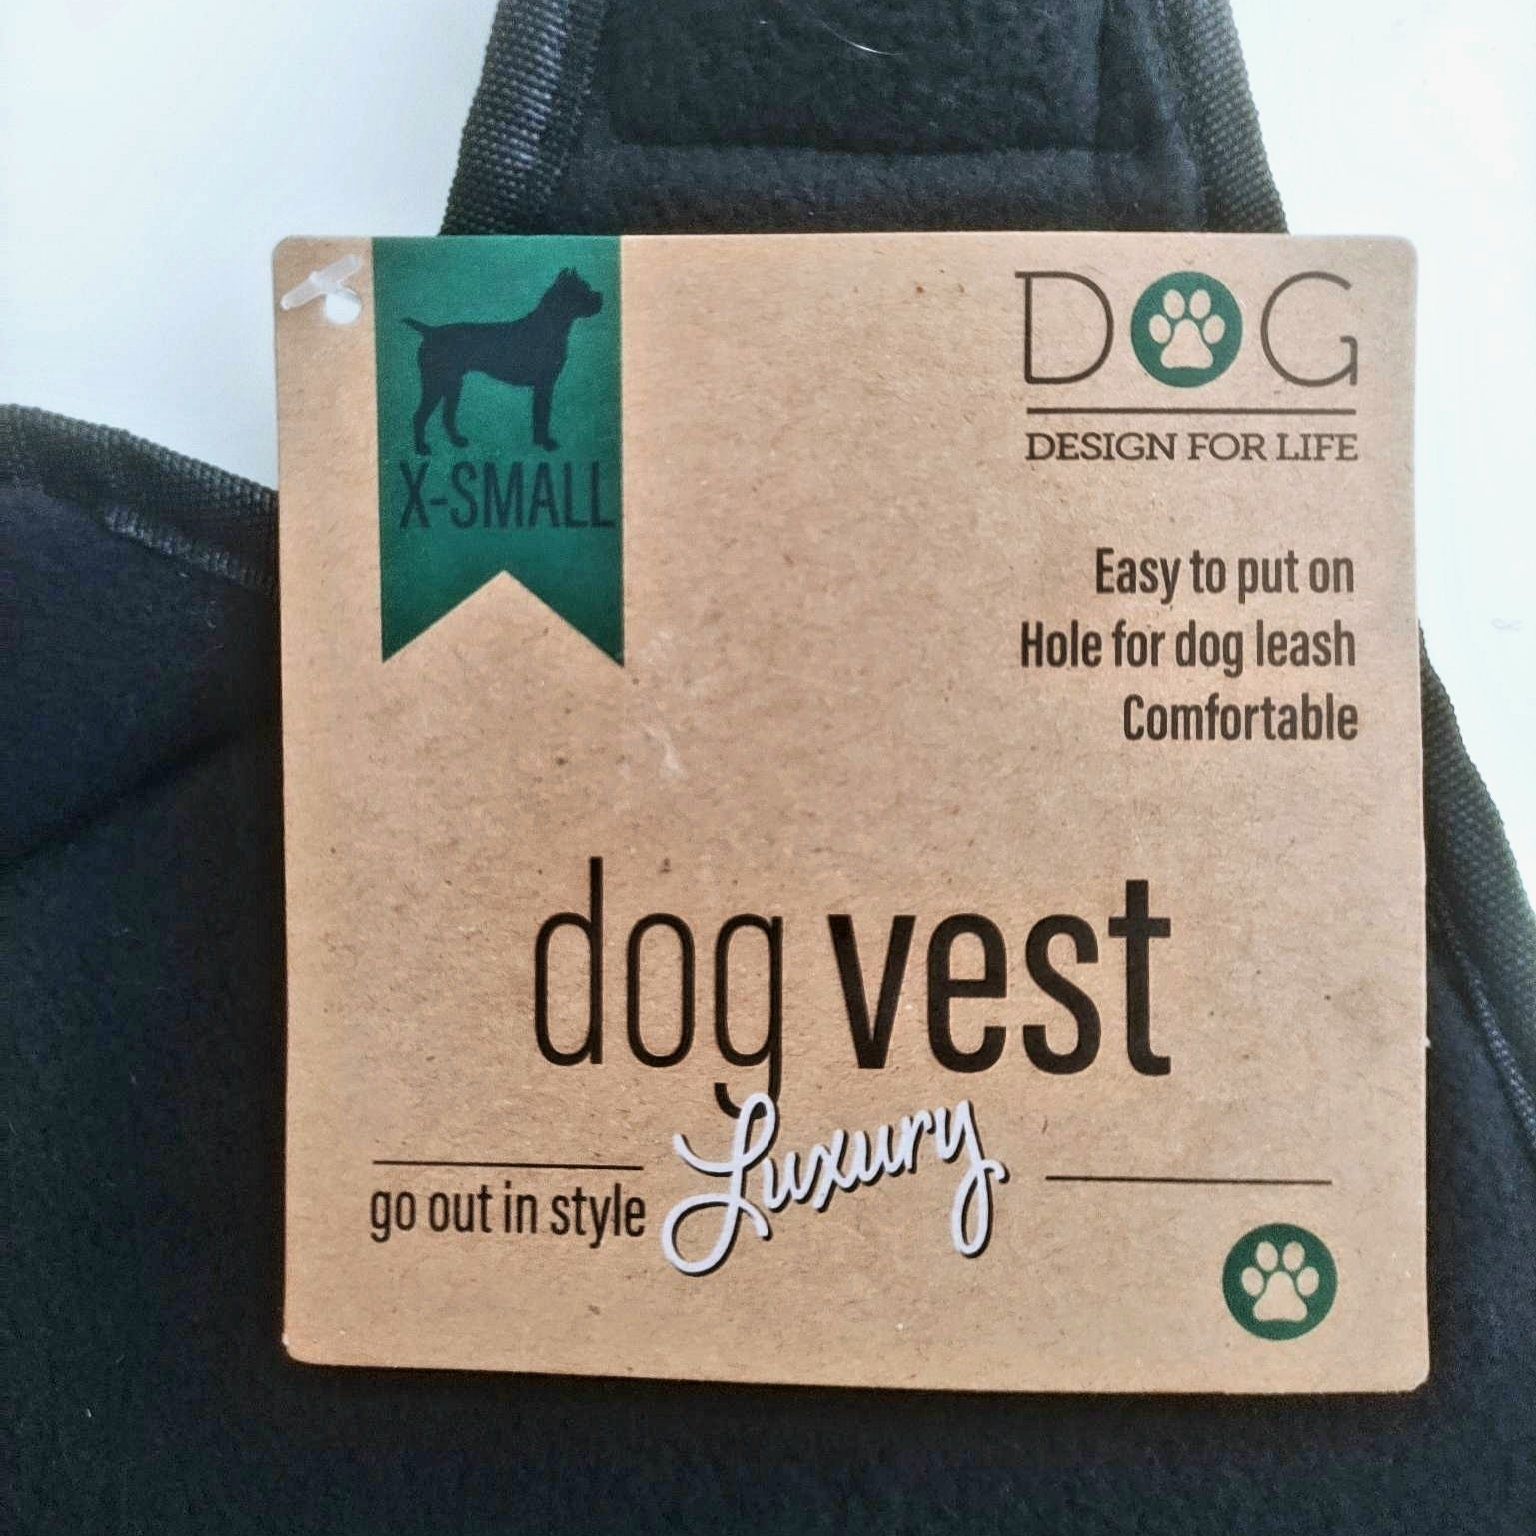 X-SMALL
DOG
DESIGN FOR LIFE
Easy to put on
Hole for dog leash
Comfortable
dog vest
Luxury
go out in style